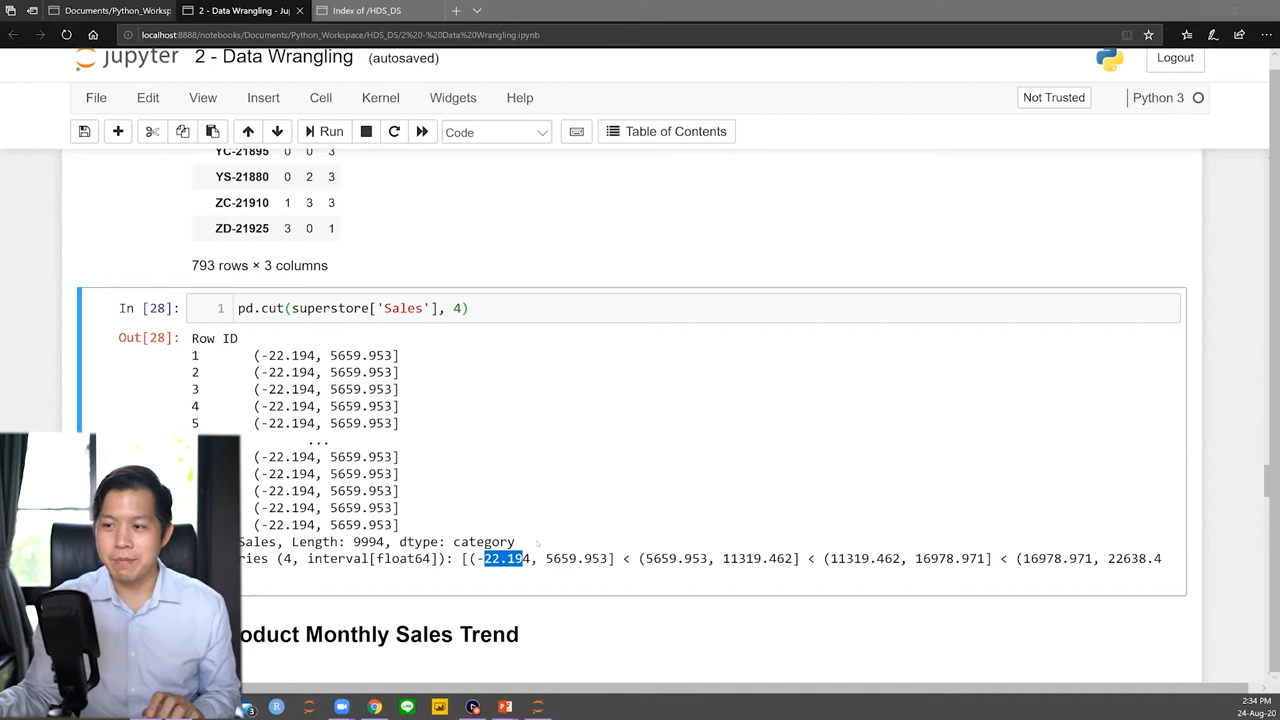 Documents/Python_Worksp
2 - Data Wrangling - Ju
Index of /HDS_DS
localhost:8888/notebooks/Documents/Python_Workspace/HDS_DS/2%20-%20Data%20Wrangling.ipynb
jupyter 2 - Data Wrangling (autosaved)
Logout
File Edit View Insert Cell Kernel Widgets Help
Not Trusted
Python 3
Run
Code
Table of Contents
YC-21895 0 0 3
YS-21880 0 2 3
ZC-21910 1 3 3
ZD-21925 3 0 1
793 rows × 3 columns
In [28]: 1 pd.cut(superstore['Sales'], 4)
Out[28]: Row ID
1 (-22.194, 5659.953]
2 (-22.194, 5659.953]
3 (-22.194, 5659.953]
4 (-22.194, 5659.953]
5 (-22.194, 5659.953]
...
(-22.194, 5659.953]
(-22.194, 5659.953]
(-22.194, 5659.953]
(-22.194, 5659.953]
(-22.194, 5659.953]
Sales, Length: 9994, dtype: category
ries (4, interval[float64]): [(-22.194, 5659.953] < (5659.953, 11319.462] < (11319.462, 16978.971] < (16978.971, 22638.4
oduct Monthly Sales Trend
2:34 PM
24-Aug-20